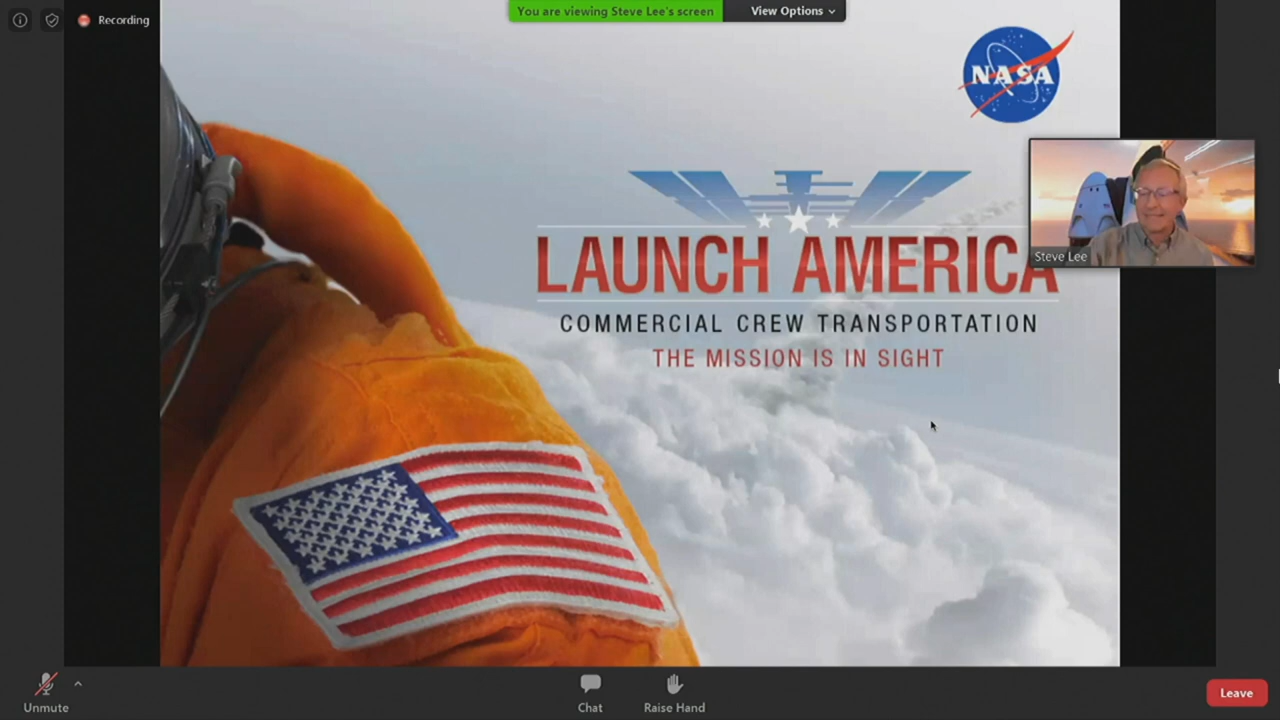 Recording
You are viewing Steve Lee's screen
View Options
NASA
LAUNCH AMERICA
COMMERCIAL CREW TRANSPORTATION
THE MISSION IS IN SIGHT
Steve Lee
Unmute
Chat
Raise Hand
Leave